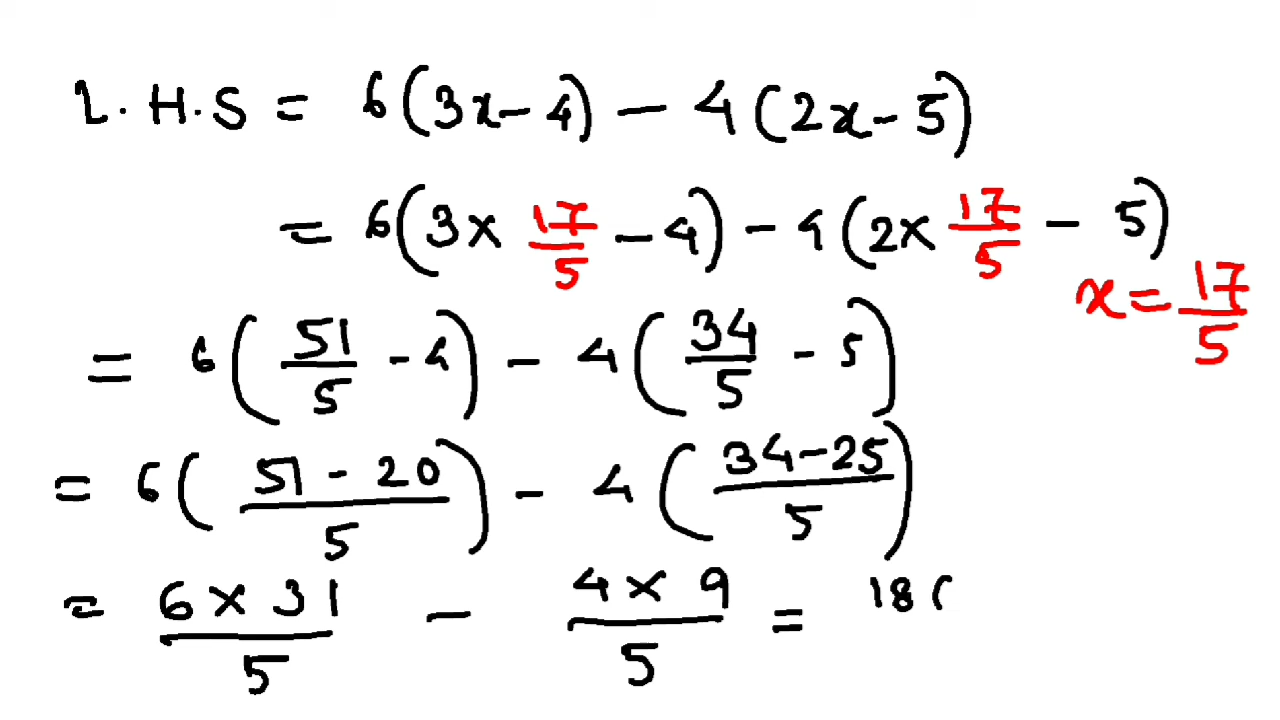 L.H.S = 6(3x-4) - 4(2x-5)
= 6(3× 17/5 - 4) - 4(2× 17/5 - 5)
x = 17/5
= 6(51/5 - 4) - 4(34/5 - 5)
= 6((51-20)/5) - 4((34-25)/5)
= (6×31)/5 - (4×9)/5 = 18